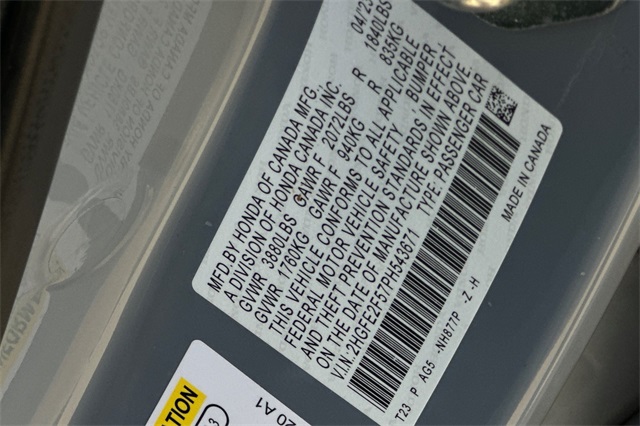 MFD.BY HONDA OF CANADA MFG. 04/23
A DIVISION OF HONDA CANADA INC.
GVWR 3880LBS GAWR F 2072LBS R 1840LBS
GVWR 1760KG GAWR F 940KG R 835KG
THIS VEHICLE CONFORMS TO ALL APPLICABLE
FEDERAL MOTOR VEHICLE SAFETY BUMPER
AND THEFT PREVENTION STANDARDS IN EFFECT
ON THE DATE OF MANUFACTURE SHOWN ABOVE.
V.I.N.:2HGFE2F57PH543671 TYPE: PASSENGER CAR
T23 P AG5 -NH877P -Z -H MADE IN CANADA
20 A1